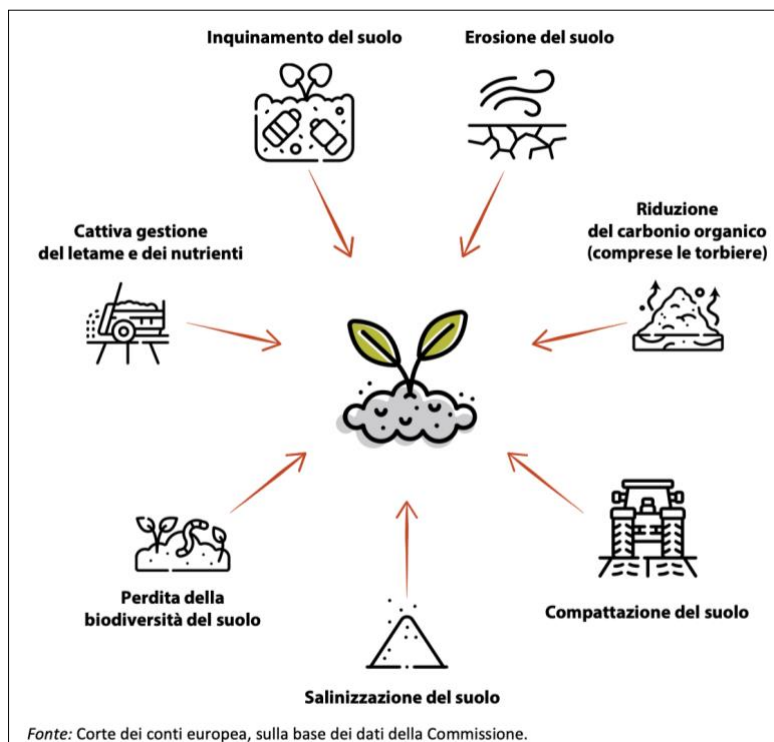 Inquinamento del suolo
Erosione del suolo
Riduzione
del carbonio organico
(comprese le torbiere)
Cattiva gestione
del letame e dei nutrienti
Perdita della
biodiversità del suolo
Compattazione del suolo
Salinizzazione del suolo
Fonte: Corte dei conti europea, sulla base dei dati della Commissione.